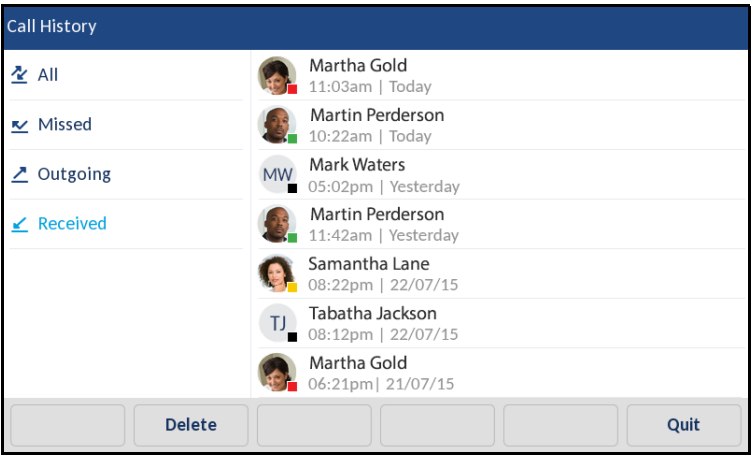 Call History
All
Missed
Outgoing
Received
Martha Gold
11:03am | Today
Martin Perderson
10:22am | Today
MW
Mark Waters
05:02pm | Yesterday
Martin Perderson
11:42am | Yesterday
Samantha Lane
08:22pm | 22/07/15
TJ
Tabatha Jackson
08:12pm | 22/07/15
Martha Gold
06:21pm| 21/07/15
Delete
Quit